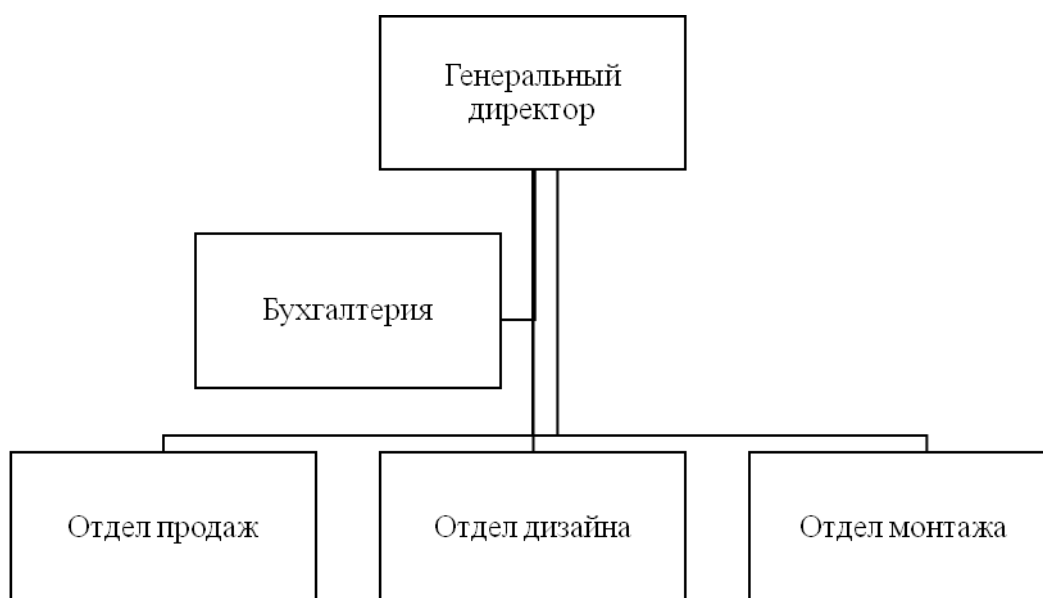 Генеральный
директор
Бухгалтерия
Отдел продаж
Отдел дизайна
Отдел монтажа